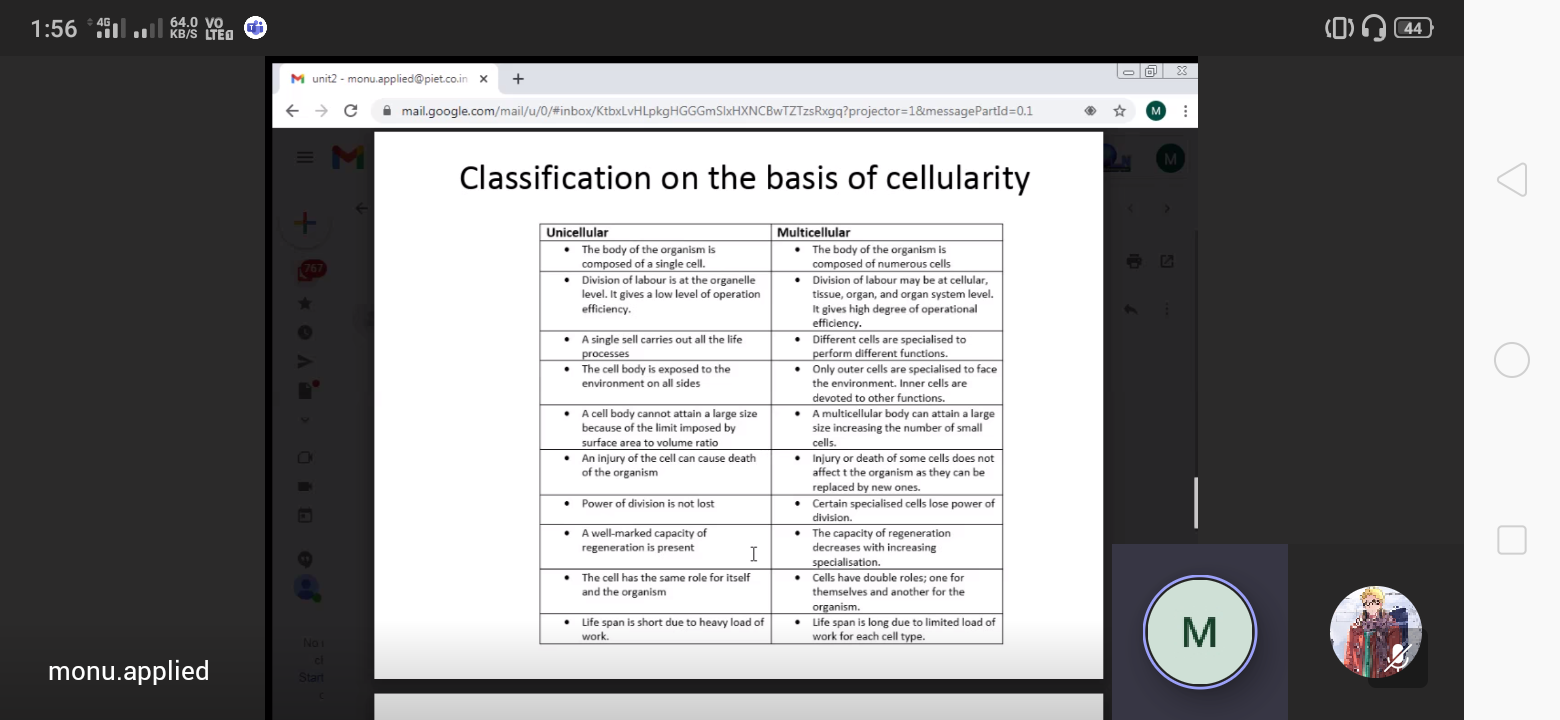 1:56 4G 64.0 KB/S VO LTE 44
unit2 - monu.applied@piet.co.in
mail.google.com/mail/u/0/#inbox/KtbxLvHLpkgHGGGmSlxHXNCBwTZTzsRxgq?projector=1&messagePartId=0.1
M
M
767
Classification on the basis of cellularity
Unicellular
Multicellular
• The body of the organism is
composed of a single cell.
• The body of the organism is
composed of numerous cells
• Division of labour is at the organelle
level. It gives a low level of operation
efficiency.
• Division of labour may be at cellular,
tissue, organ, and organ system level.
It gives high degree of operational
efficiency.
• A single sell carries out all the life
processes
• Different cells are specialised to
perform different functions.
• The cell body is exposed to the
environment on all sides
• Only outer cells are specialised to face
the environment. Inner cells are
devoted to other functions.
• A cell body cannot attain a large size
because of the limit imposed by
surface area to volume ratio
• A multicellular body can attain a large
size increasing the number of small
cells.
• An injury of the cell can cause death
of the organism
• Injury or death of some cells does not
affect t the organism as they can be
replaced by new ones.
• Power of division is not lost
• Certain specialised cells lose power of
division.
• A well-marked capacity of
regeneration is present
• The capacity of regeneration
decreases with increasing
specialisation.
• The cell has the same role for itself
and the organism
• Cells have double roles; one for
themselves and another for the
organism.
• Life span is short due to heavy load of
work.
• Life span is long due to limited load of
work for each cell type.
Start
monu.applied
M